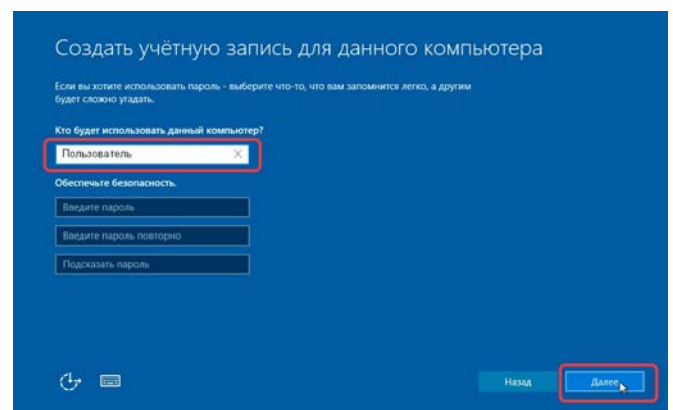 Создать учётную запись для данного компьютера
Если вы хотите использовать пароль - выберите что-то, что вам запомнится легко, а другим
будет сложно угадать.
Кто будет использовать данный компьютер?
Пользователь
Обеспечьте безопасность.
Введите пароль
Введите пароль повторно
Подсказать пароль
Назад
Далее